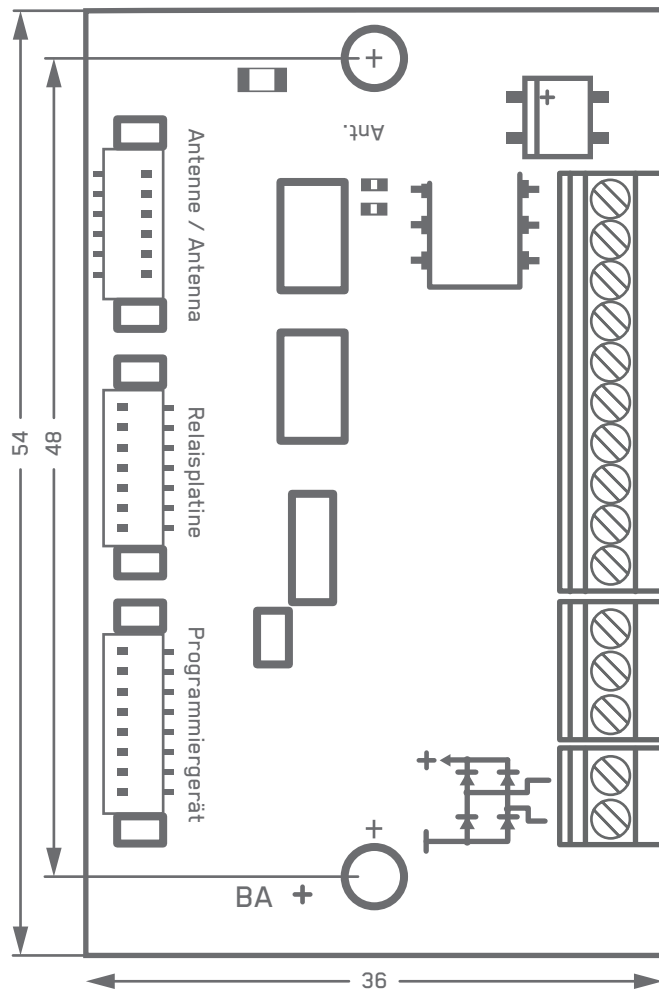 Ant.
Antenne / Antenna
Relaisplatine
54
48
Programmiergerät
BA +
36